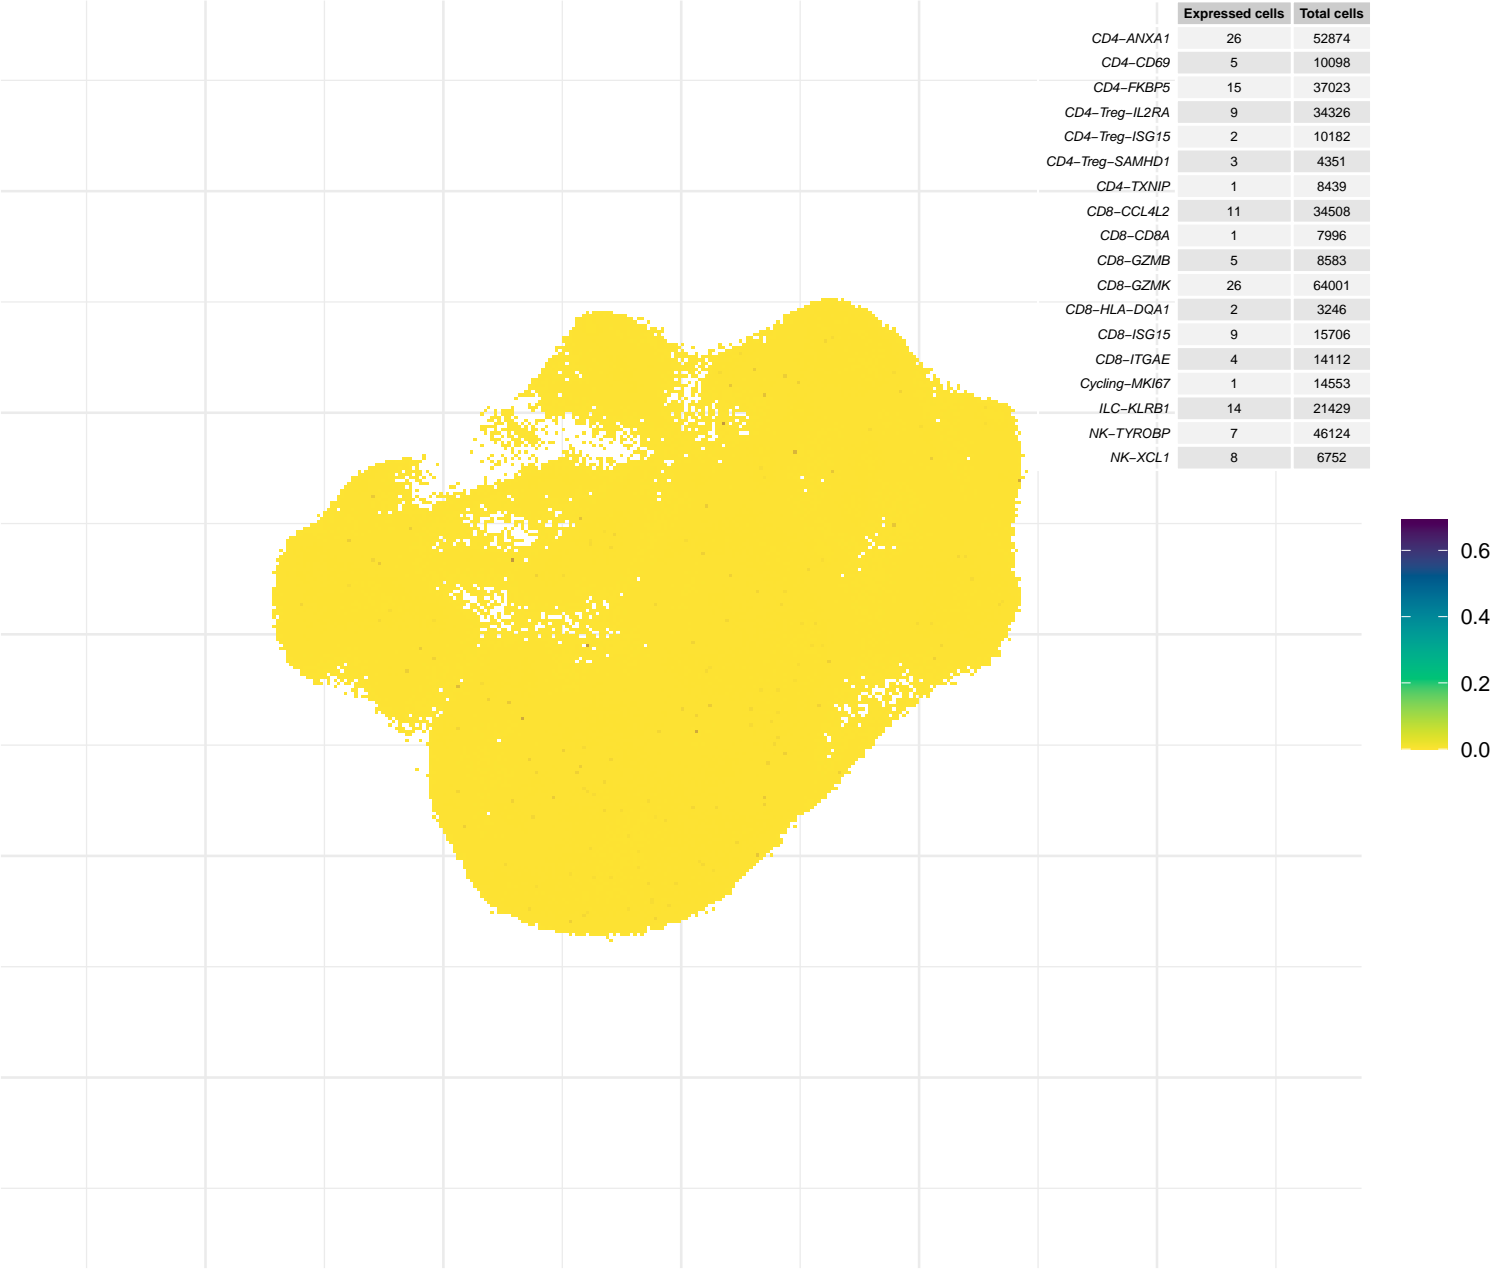 Expressed cells Total cells
CD4−ANXA1 26 52874
CD4−CD69 5 10098
CD4−FKBP5 15 37023
CD4−Treg−IL2RA 9 34326
CD4−Treg−ISG15 2 10182
CD4−Treg−SAMHD1 3 4351
CD4−TXNIP 1 8439
CD8−CCL4L2 11 34508
CD8−CD8A 1 7996
CD8−GZMB 5 8583
CD8−GZMK 26 64001
CD8−HLA−DQA1 2 3246
CD8−ISG15 9 15706
CD8−ITGAE 4 14112
Cycling−MKI67 1 14553
ILC−KLRB1 14 21429
NK−TYROBP 7 46124
NK−XCL1 8 6752
0.6
0.4
0.2
0.0